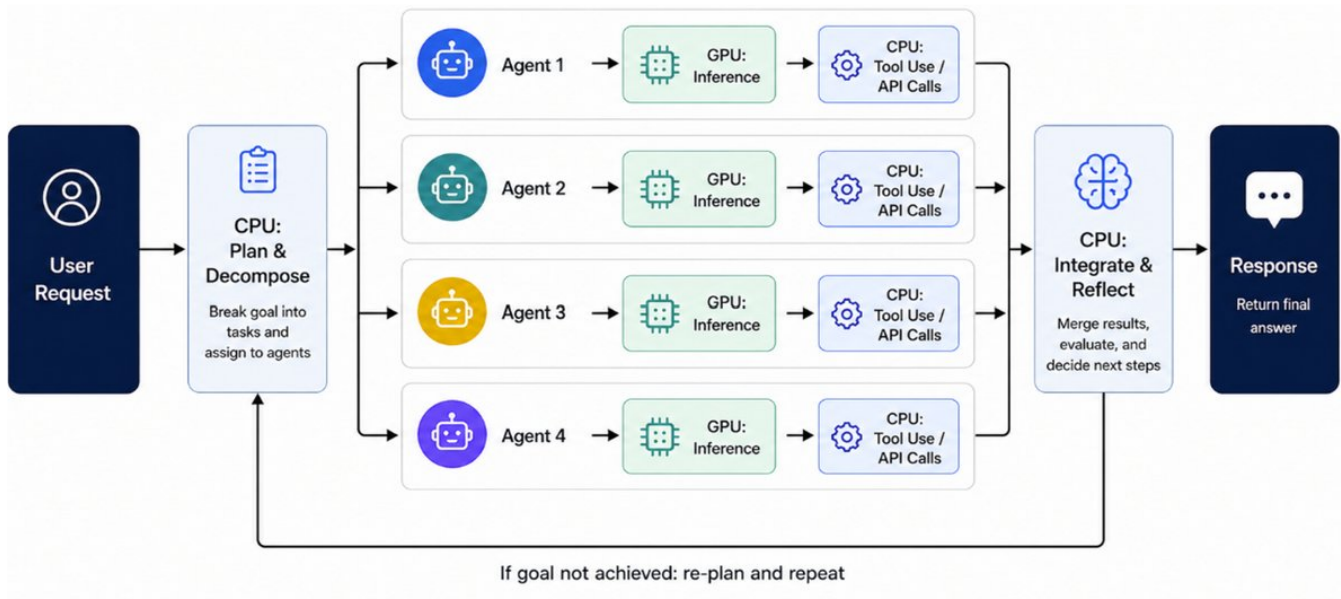 User
Request
CPU:
Plan &
Decompose
Break goal into
tasks and
assign to agents
Agent 1
GPU:
Inference
CPU:
Tool Use /
API Calls
Agent 2
GPU:
Inference
CPU:
Tool Use /
API Calls
Agent 3
GPU:
Inference
CPU:
Tool Use /
API Calls
Agent 4
GPU:
Inference
CPU:
Tool Use /
API Calls
CPU:
Integrate &
Reflect
Merge results,
evaluate, and
decide next steps
Response
Return final
answer
If goal not achieved: re-plan and repeat